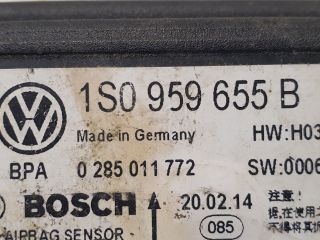 1S0 959 655 B
Made in Germany HW:H03
BPA 0 285 011 772 SW:0006
BOSCH A 20.02.14 注意:
AIRBAG SENSOR 085